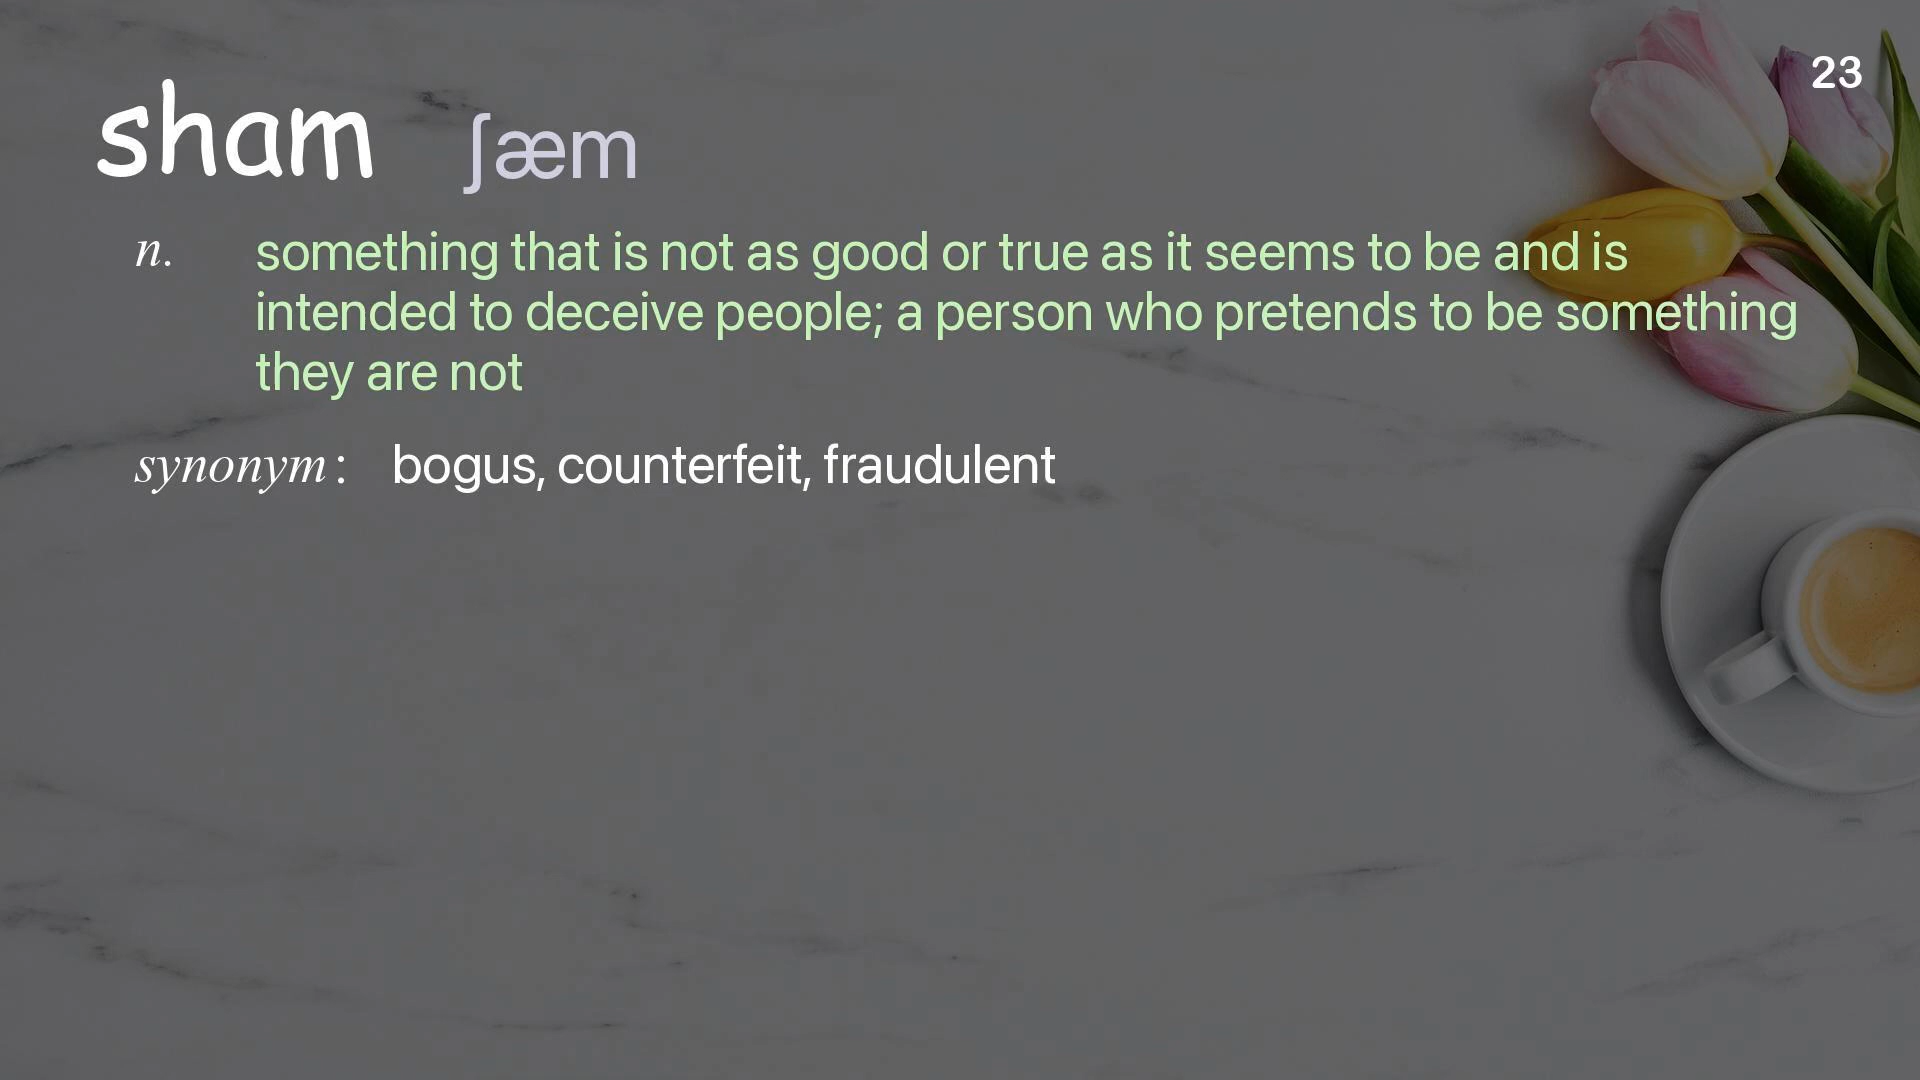 23
sham ʃæm
n. something that is not as good or true as it seems to be and is
intended to deceive people; a person who pretends to be something
they are not
synonym: bogus, counterfeit, fraudulent